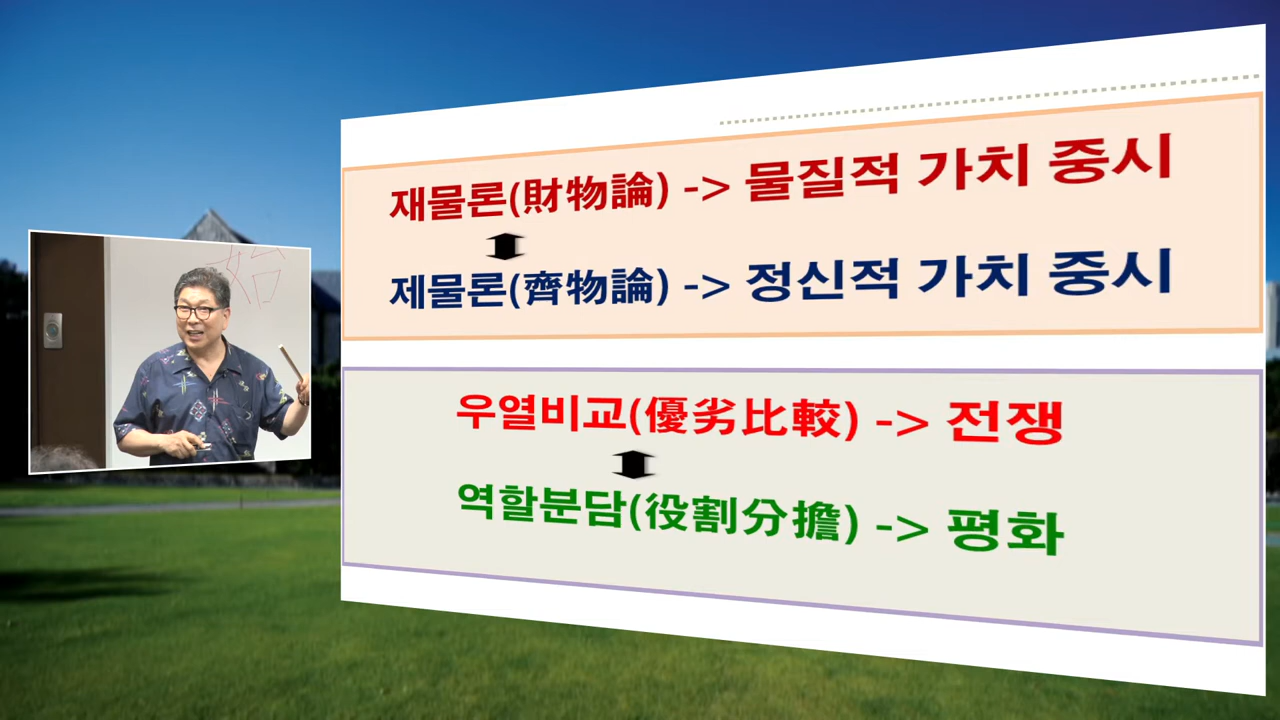 재물론(財物論) -> 물질적 가치 중시
제물론(齊物論) -> 정신적 가치 중시
우열비교(優劣比較) -> 전쟁
역할분담(役割分擔) -> 평화
始